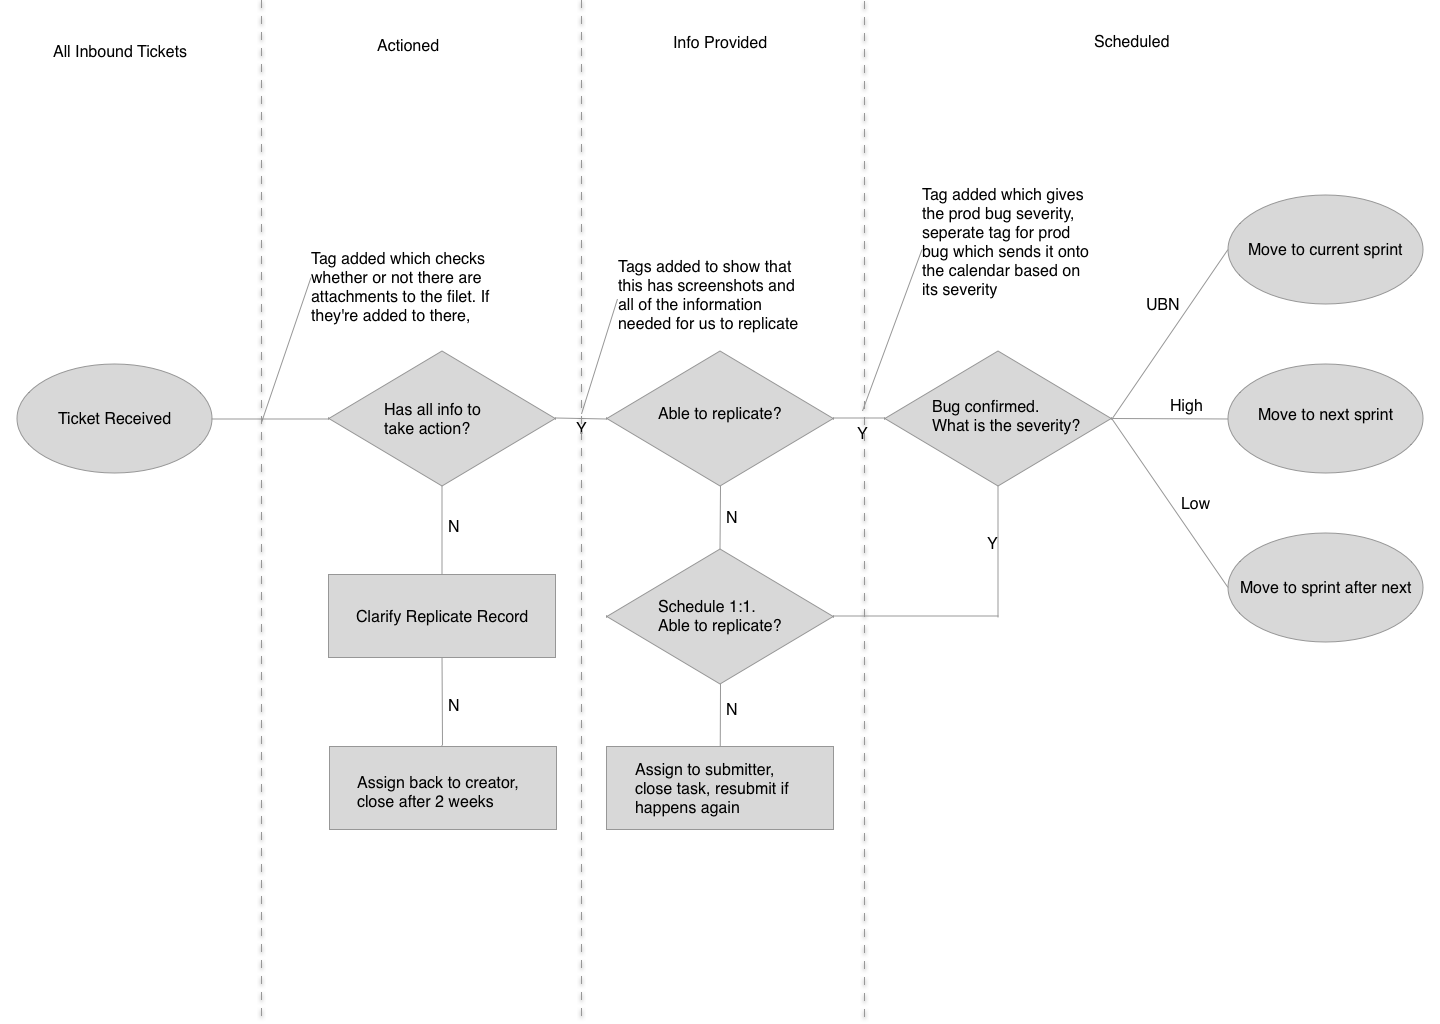 All Inbound Tickets
Actioned
Info Provided
Scheduled
Tag added which checks
whether or not there are
attachments to the filet. If
they're added to there,
Tags added to show that
this has screenshots and
all of the information
needed for us to replicate
Tag added which gives
the prod bug severity,
seperate tag for prod
bug which sends it onto
the calendar based on
its severity
Ticket Received
Has all info to
take action?
Y
Able to replicate?
Y
Bug confirmed.
What is the severity?
UBN
Move to current sprint
High
Move to next sprint
Low
Move to sprint after next
N
Clarify Replicate Record
N
Assign back to creator,
close after 2 weeks
N
Schedule 1:1.
Able to replicate?
Y
N
Assign to submitter,
close task, resubmit if
happens again